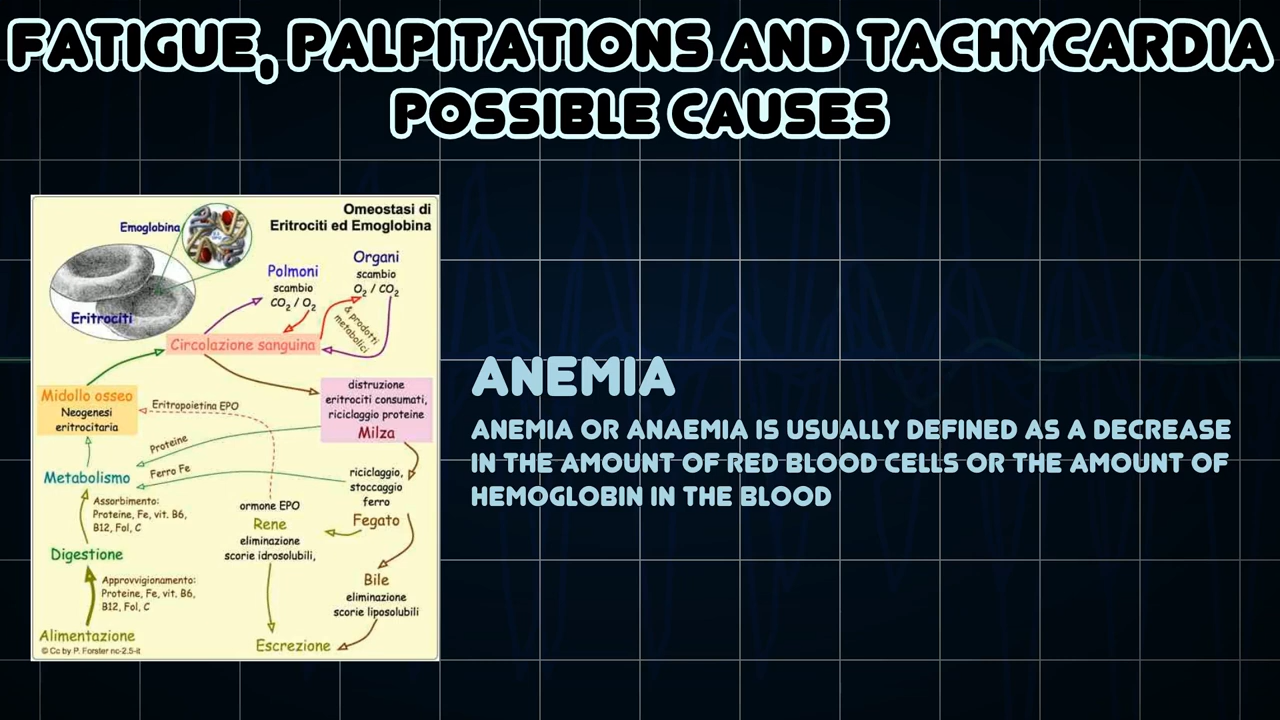 FATIGUE, PALPITATIONS AND TACHYCARDIA
POSSIBLE CAUSES
Omeostasi di
Eritrociti ed Emoglobina
Emoglobina
Eritrociti
Polmoni
scambio
CO2 / O2
Organi
scambio
O2 / CO2
& prodotti
metabolici
Circolazione sanguina
Midollo osseo
Neogenesi
eritrocitaria
Eritropoietina EPO
distruzione
eritrociti consumati,
riciclaggio proteine
Milza
Proteine
Ferro Fe
Metabolismo
riciclaggio,
stoccaggio
ferro
Fegato
Assorbimento:
Proteine, Fe, vit. B6,
B12, Fol, C
ormone EPO
Rene
eliminazione
scorie idrosolubili,
Digestione
Approvvigionamento:
Proteine, Fe, vit. B6,
B12, Fol, C
Bile
eliminazione
scorie liposolubili
Alimentazione
Escrezione
© Cc by P. Forster nc-2.5-it
ANEMIA
ANEMIA OR ANAEMIA IS USUALLY DEFINED AS A DECREASE
IN THE AMOUNT OF RED BLOOD CELLS OR THE AMOUNT OF
HEMOGLOBIN IN THE BLOOD